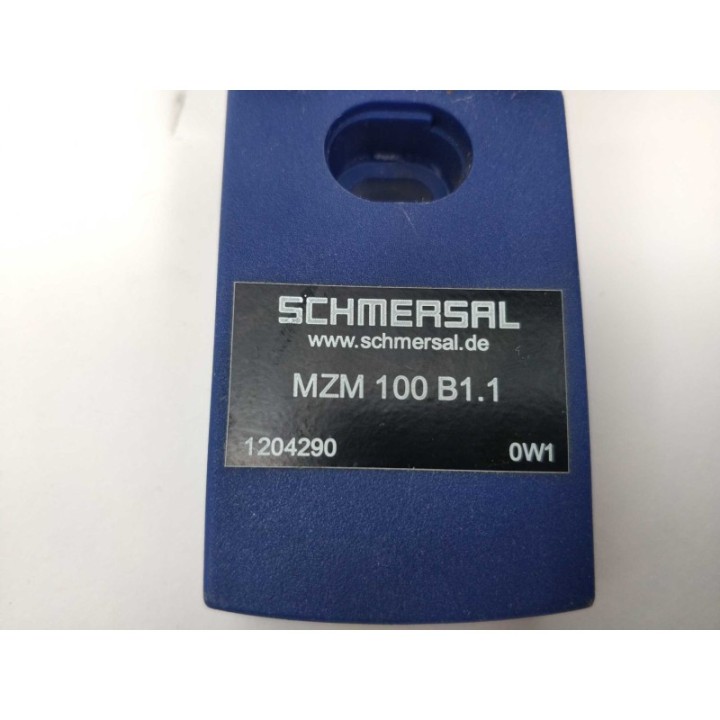 SCHMERSAL
www.schmersal.de
MZM 100 B1.1
1204290 0W1